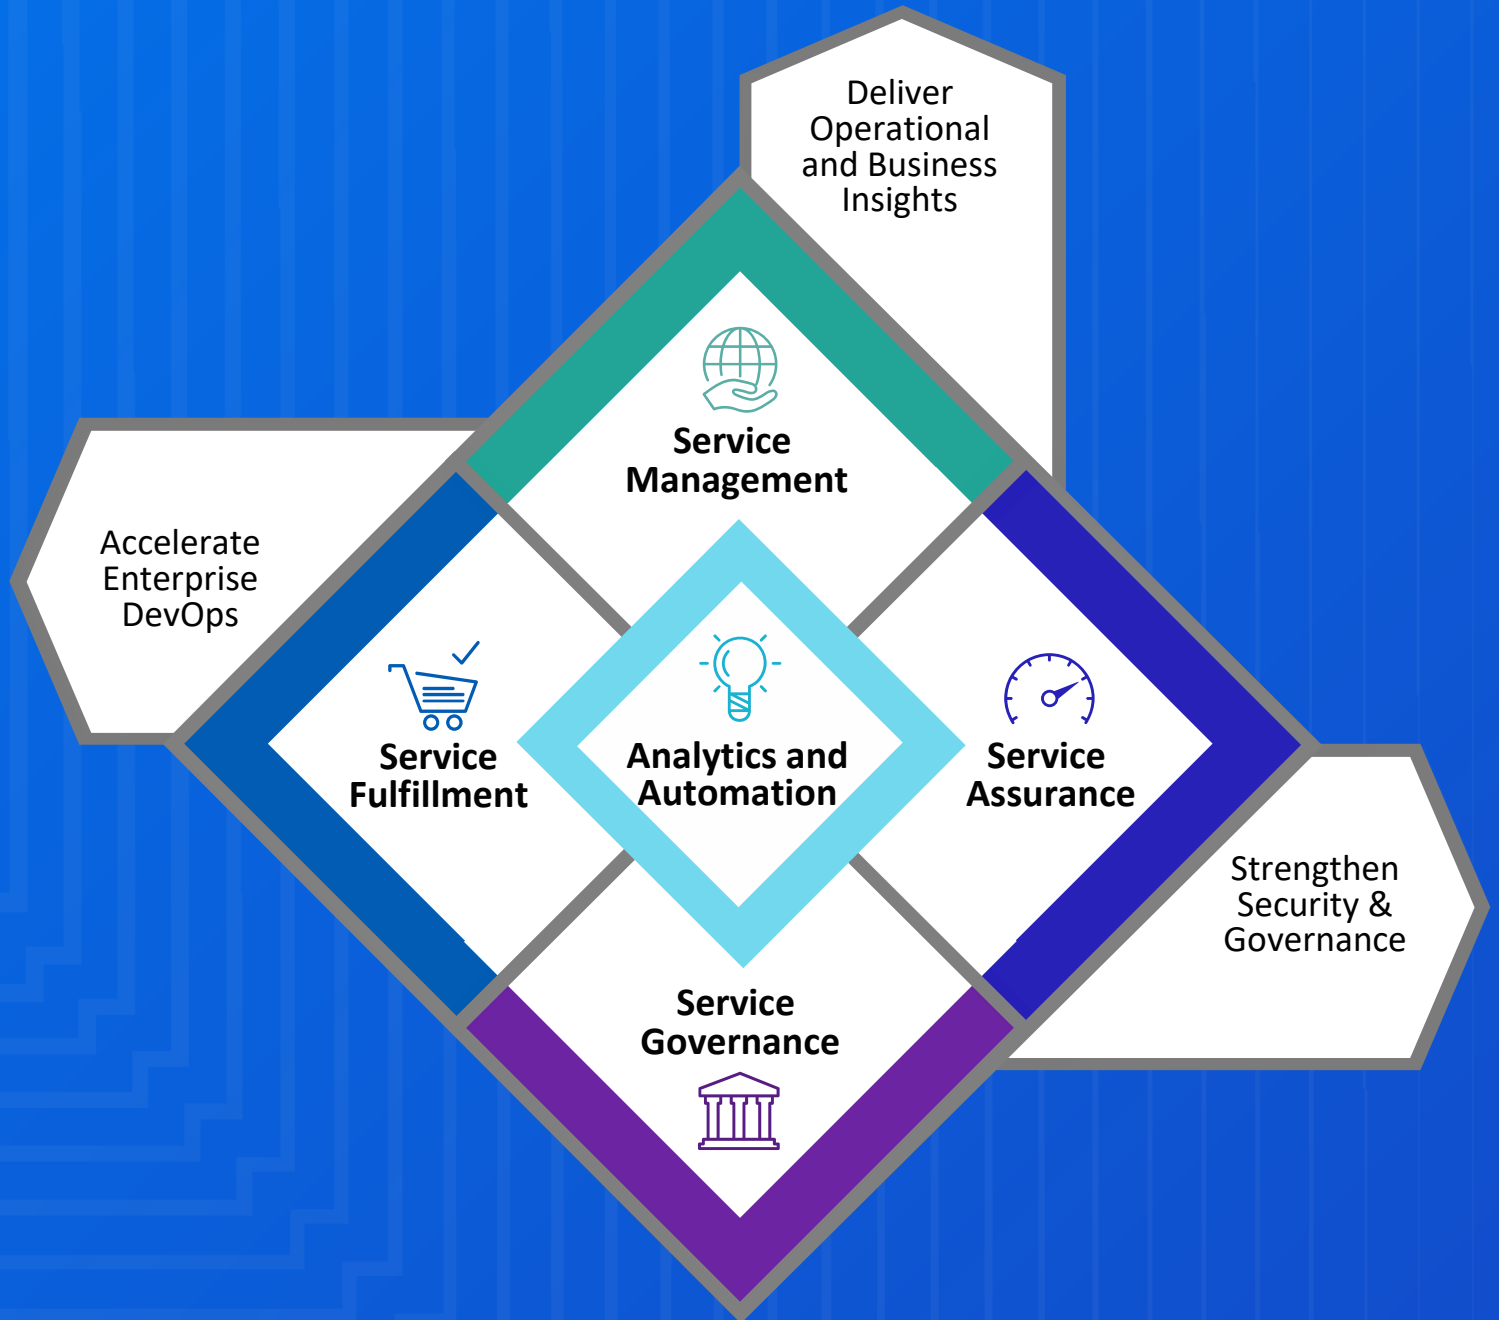 Deliver
Operational
and Business
Insights
Service
Management
Accelerate
Enterprise
DevOps
Service
Fulfillment
Analytics and
Automation
Service
Assurance
Strengthen
Security &
Governance
Service
Governance